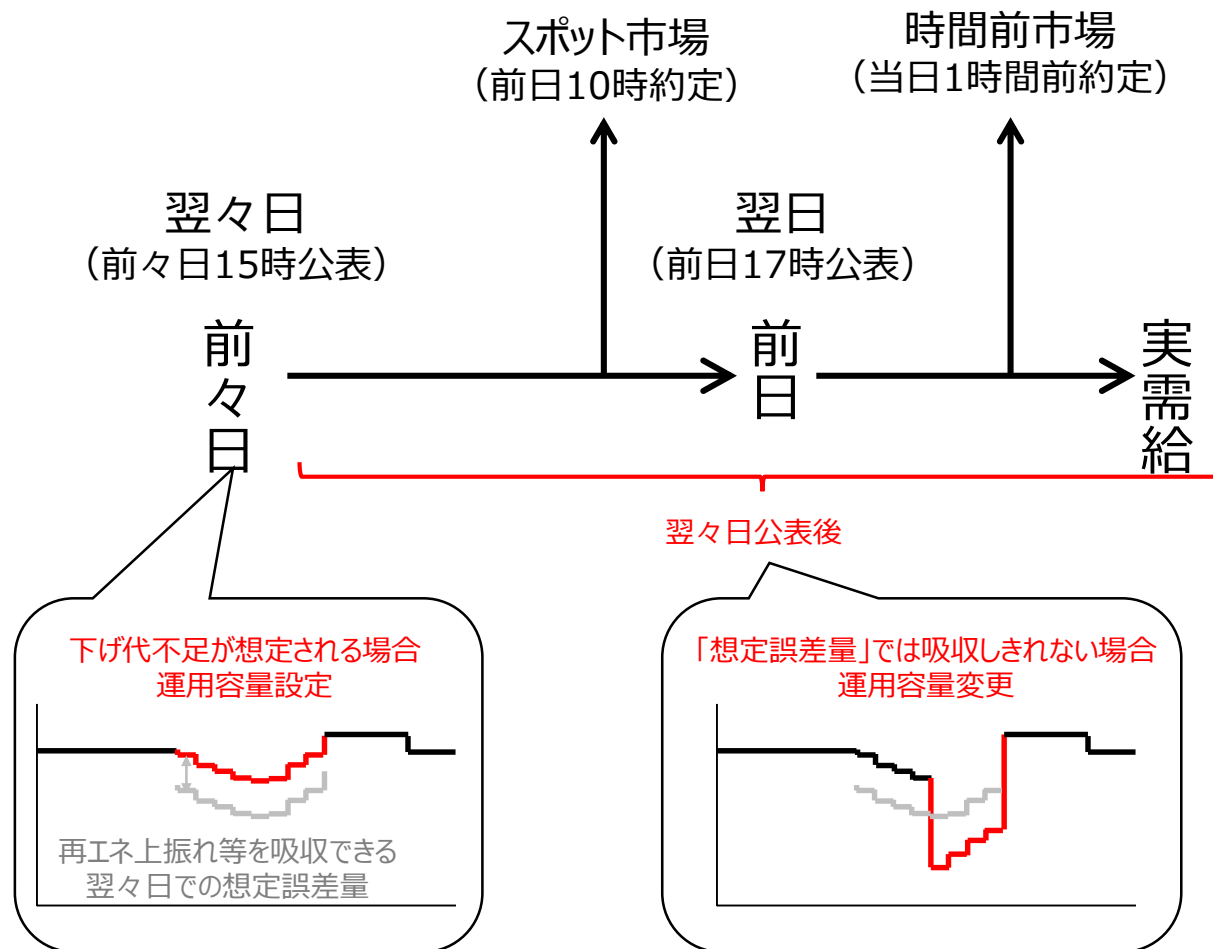 スポット市場
（前日10時約定）
時間前市場
（当日1時間前約定）
翌々日
（前々日15時公表）
翌日
（前日17時公表）
前々日
前日
実需給
翌々日公表後
下げ代不足が想定される場合
運用容量設定
再エネ上振れ等を吸収できる
翌々日での想定誤差量
「想定誤差量」では吸収しきれない場合
運用容量変更